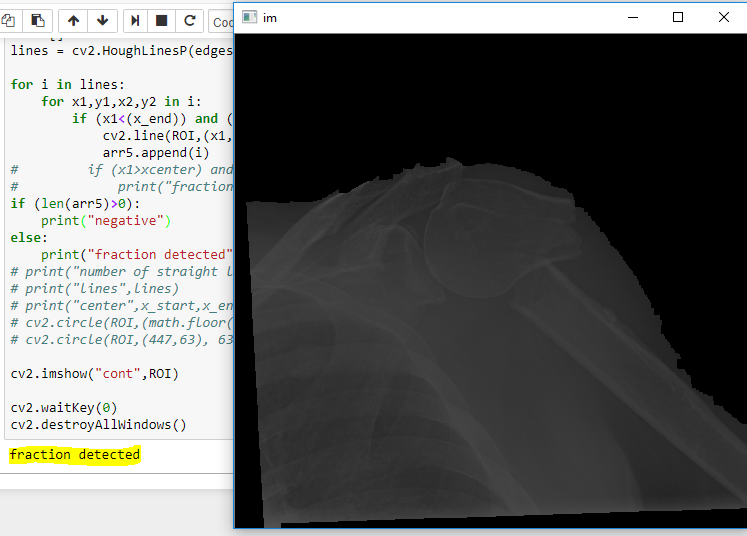 Cod
im
lines = cv2.HoughLinesP(edges
for i in lines:
for x1,y1,x2,y2 in i:
if (x1<(x_end)) and (
cv2.line(ROI,(x1,
arr5.append(i)
# if (x1>xcenter) and
# print("fraction
if (len(arr5)>0):
print("negative")
else:
print("fraction detected"
# print("number of straight l
# print("lines",lines)
# print("center",x_start,x_en
# cv2.circle(ROI,(math.floor(
# cv2.circle(ROI,(447,63), 63
cv2.imshow("cont",ROI)
cv2.waitKey(0)
cv2.destroyAllWindows()
fraction detected